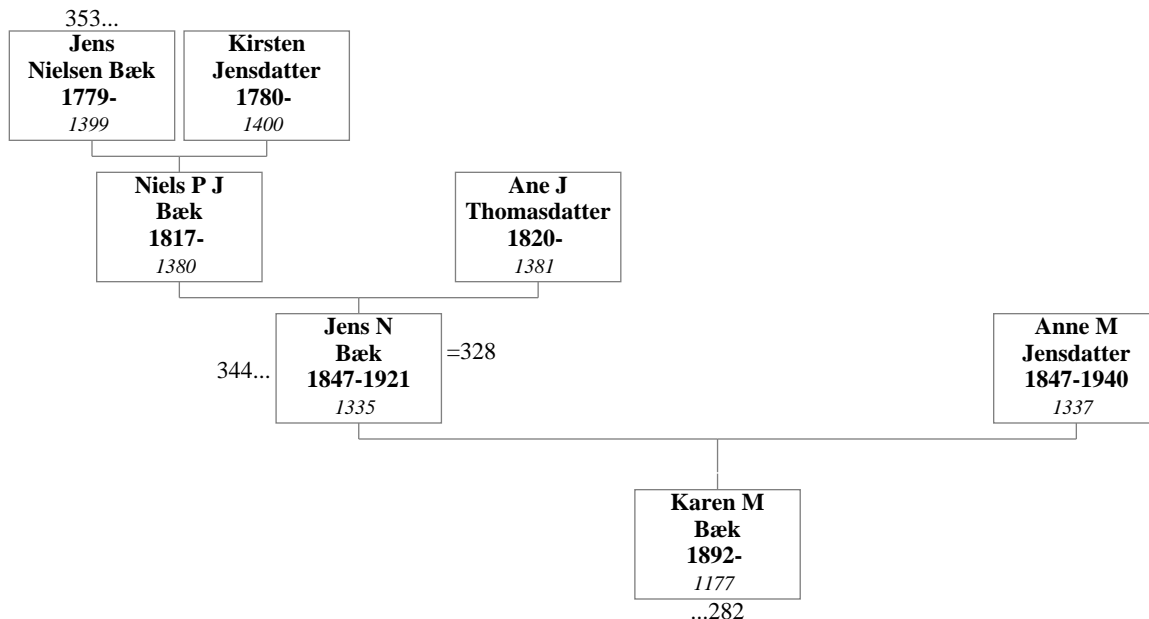 353...
Jens
Nielsen Bæk
1779-
1399
Kirsten
Jensdatter
1780-
1400
Niels P J
Bæk
1817-
1380
Ane J
Thomasdatter
1820-
1381
344...
Jens N
Bæk
1847-1921
1335
=328
Anne M
Jensdatter
1847-1940
1337
Karen M
Bæk
1892-
1177
...282